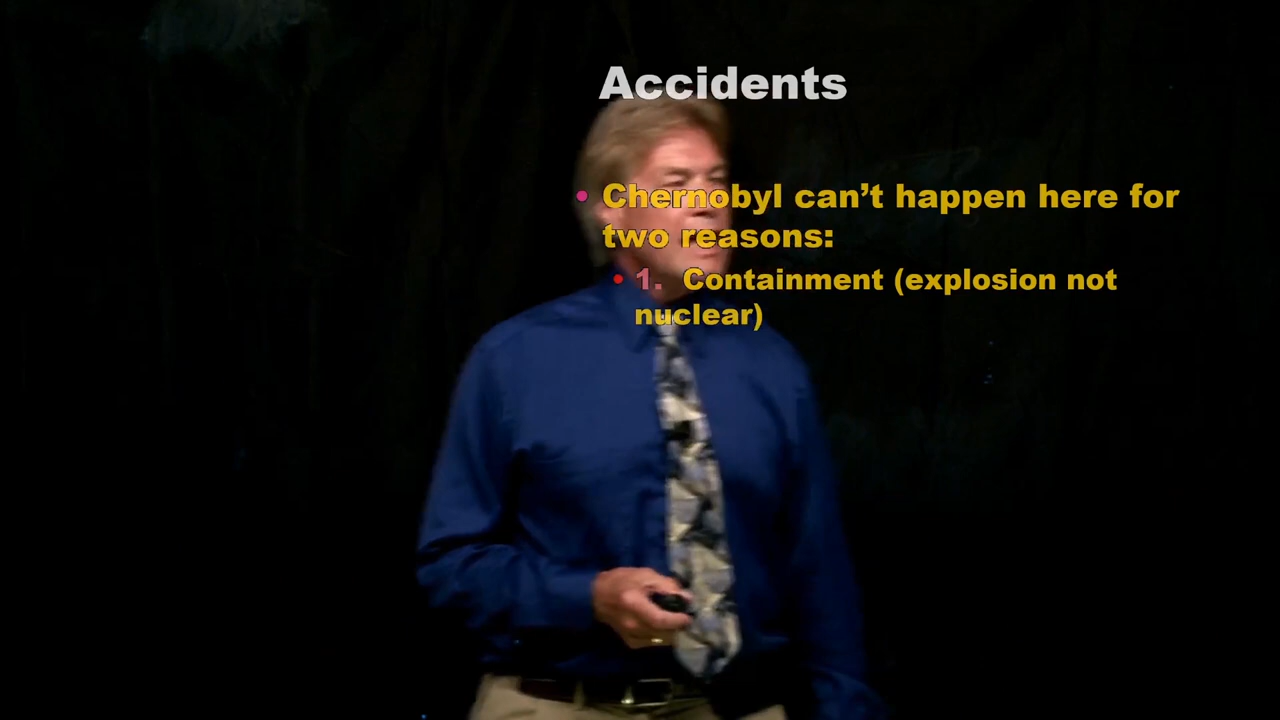 Accidents
• Chernobyl can’t happen here for
two reasons:
• 1. Containment (explosion not
nuclear)